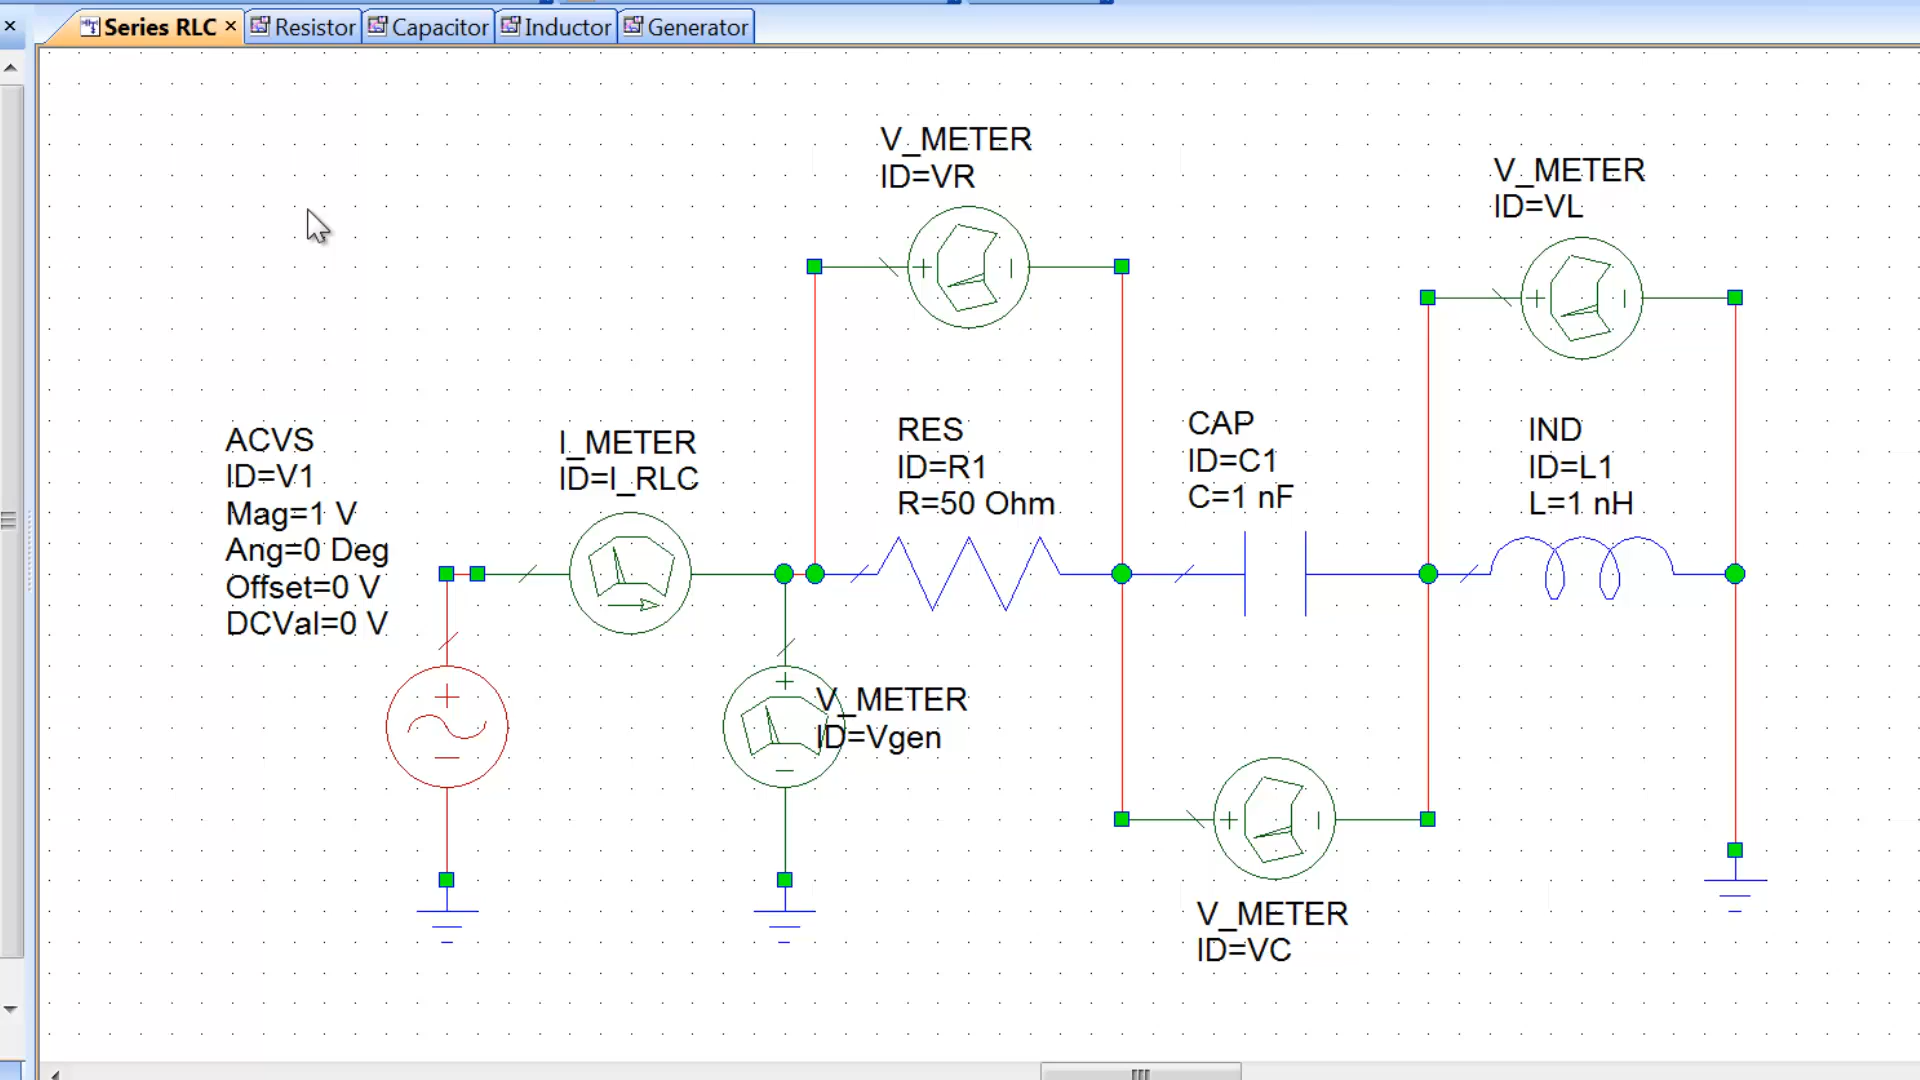 Series RLC
Resistor
Capacitor
Inductor
Generator
V_METER
ID=VR
V_METER
ID=VL
ACVS
ID=V1
Mag=1 V
Ang=0 Deg
Offset=0 V
DCVal=0 V
I_METER
ID=I_RLC
RES
ID=R1
R=50 Ohm
CAP
ID=C1
C=1 nF
IND
ID=L1
L=1 nH
V_METER
ID=Vgen
V_METER
ID=VC